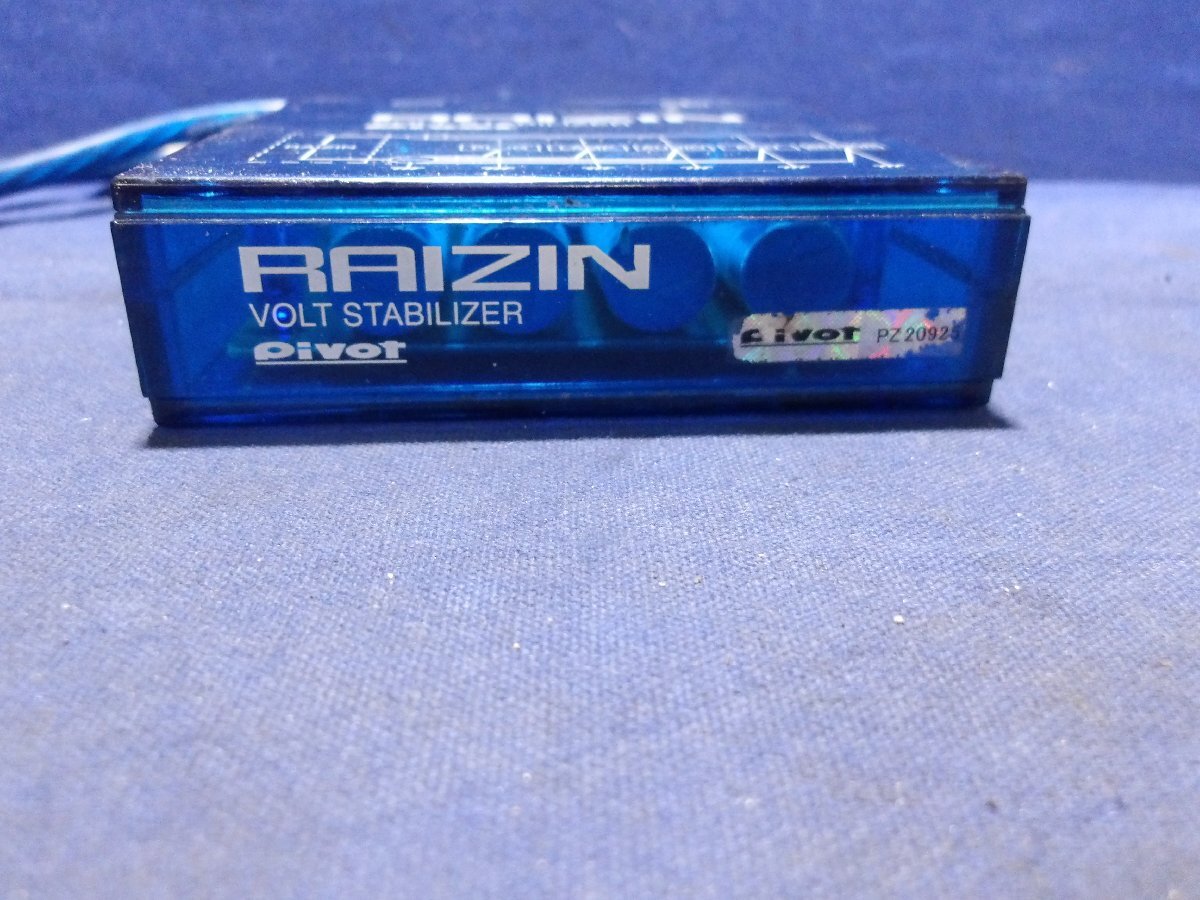 RAIZIN
VOLT STABILIZER
Pivot
Pivot PZ 20925